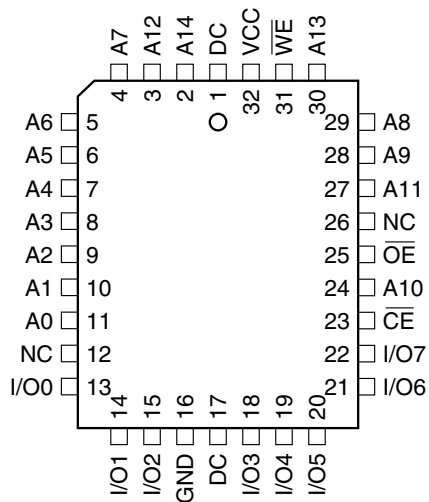 A7 A12 A14 DC VCC W̅E̅ A13
4 3 2 1 32 31 30
A6 5 29 A8
A5 6 28 A9
A4 7 27 A11
A3 8 26 NC
A2 9 25 O̅E̅
A1 10 24 A10
A0 11 23 C̅E̅
NC 12 22 I/O7
I/O0 13 21 I/O6
14 15 16 17 18 19 20
I/O1 I/O2 GND DC I/O3 I/O4 I/O5